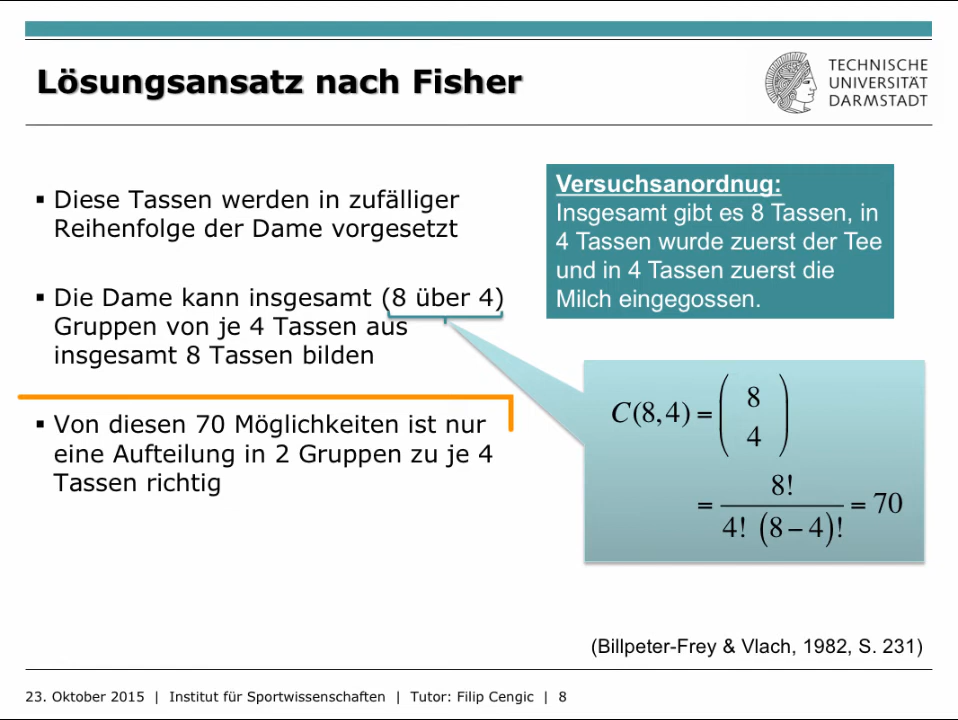 Lösungsansatz nach Fisher
TECHNISCHE
UNIVERSITÄT
DARMSTADT
▪ Diese Tassen werden in zufälliger
Reihenfolge der Dame vorgesetzt
▪ Die Dame kann insgesamt (8 über 4)
Gruppen von je 4 Tassen aus
insgesamt 8 Tassen bilden
▪ Von diesen 70 Möglichkeiten ist nur
eine Aufteilung in 2 Gruppen zu je 4
Tassen richtig
Versuchsanordnug:
Insgesamt gibt es 8 Tassen, in
4 Tassen wurde zuerst der Tee
und in 4 Tassen zuerst die
Milch eingegossen.
C(8,4) = ( 8
4 )
= 8! / 4! (8 – 4)! = 70
(Billpeter-Frey & Vlach, 1982, S. 231)
23. Oktober 2015 | Institut für Sportwissenschaften | Tutor: Filip Cengic | 8